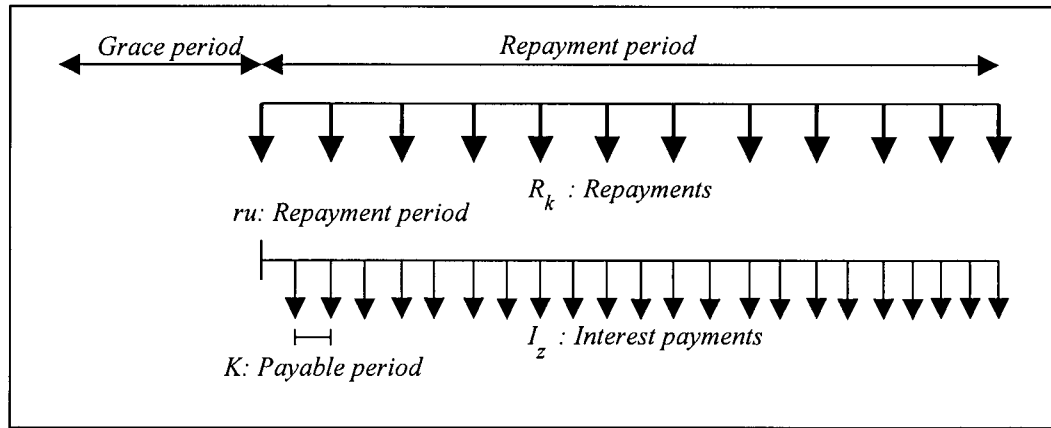 Grace period
Repayment period
R_k : Repayments
ru: Repayment period
I_z : Interest payments
K: Payable period